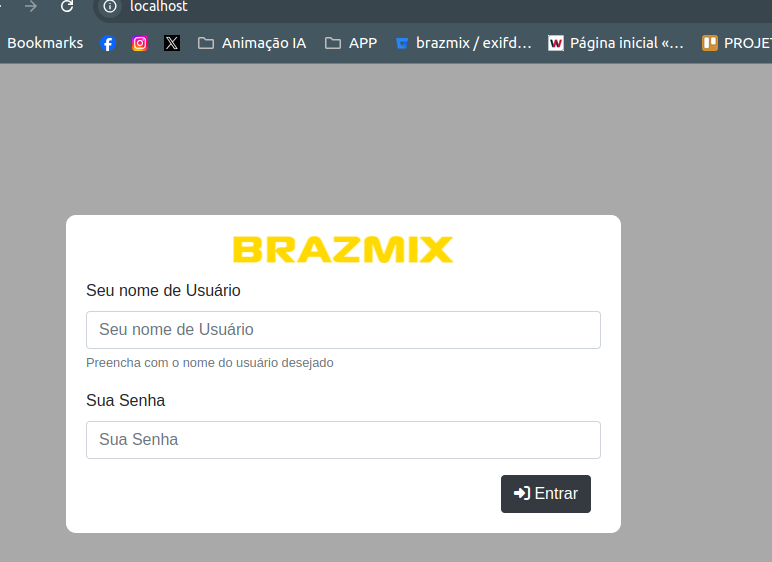 localhost
Bookmarks Animação IA APP brazmix / exifd... Página inicial «... PROJET
BRAZMIX
Seu nome de Usuário
Seu nome de Usuário
Preencha com o nome do usuário desejado
Sua Senha
Sua Senha
Entrar